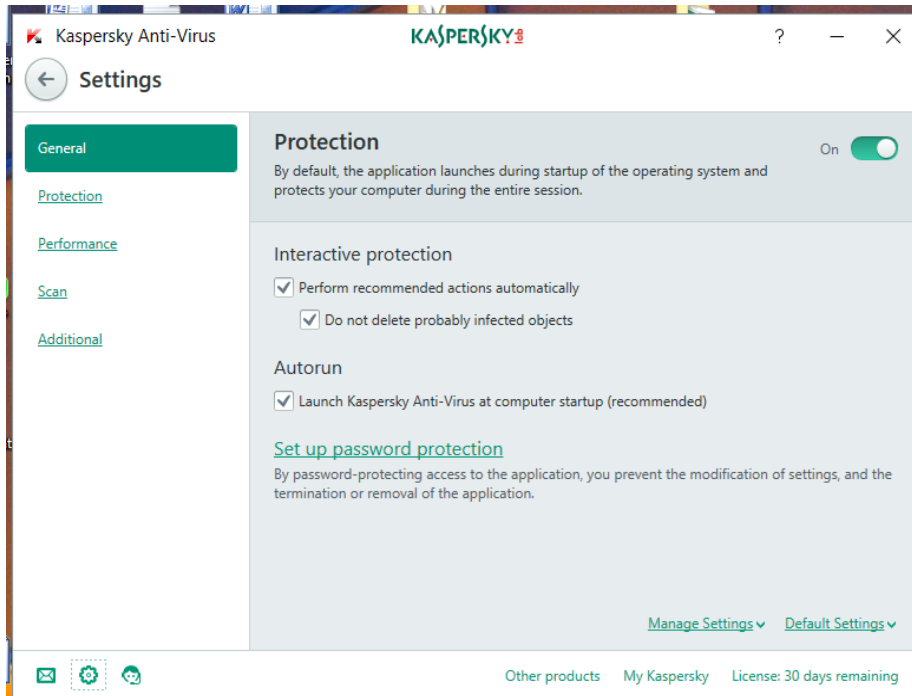 Kaspersky Anti-Virus
KASPERSKY lab
?
Settings
General
Protection
Performance
Scan
Additional
Protection
On
By default, the application launches during startup of the operating system and
protects your computer during the entire session.
Interactive protection
Perform recommended actions automatically
Do not delete probably infected objects
Autorun
Launch Kaspersky Anti-Virus at computer startup (recommended)
Set up password protection
By password-protecting access to the application, you prevent the modification of settings, and the
termination or removal of the application.
Manage Settings
Default Settings
Other products
My Kaspersky
License: 30 days remaining